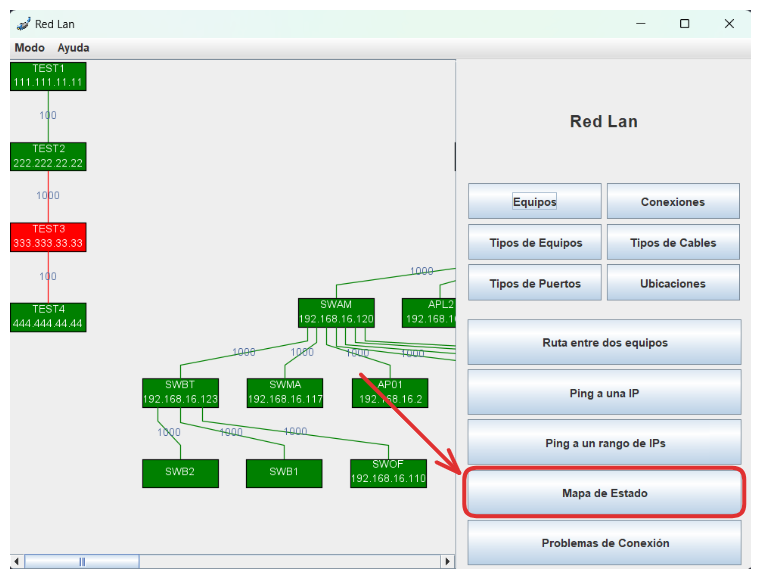 Red Lan
Modo Ayuda
TEST1
111.111.11.11
100
TEST2
222.222.22.22
1000
TEST3
333.333.33.33
100
TEST4
444.444.44.44
1000
SWAM
192.168.16.120
APL2
192.168.1
1000
1000
1000
1000
SWBT
192.168.16.123
SWMA
192.168.16.117
AP01
192.168.16.2
1000
1000
1000
SWB2
SWB1
SWOF
192.168.16.110
Red Lan
Equipos
Conexiones
Tipos de Equipos
Tipos de Cables
Tipos de Puertos
Ubicaciones
Ruta entre dos equipos
Ping a una IP
Ping a un rango de IPs
Mapa de Estado
Problemas de Conexión